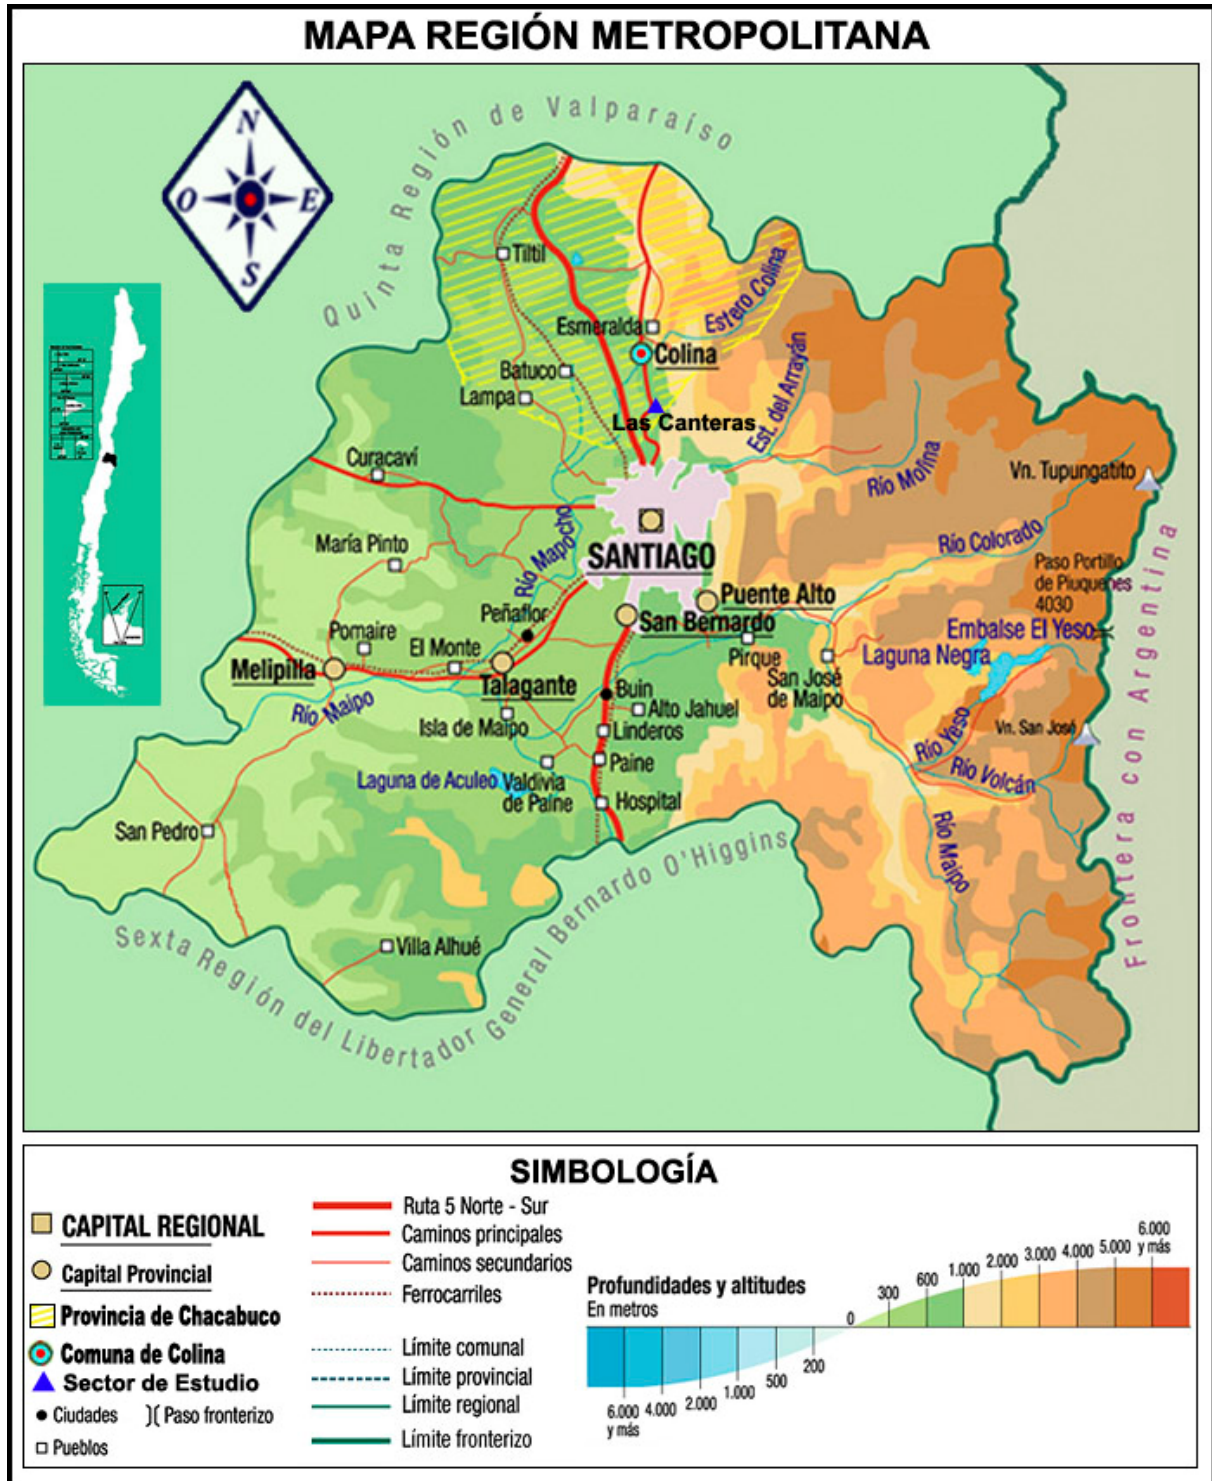 MAPA REGIÓN METROPOLITANA
Quinta Región de Valparaíso
N
O
E
S
Tiltil
Estero Colina
Esmeralda
Colina
Batuco
Lampa
Est. del Arrayán
Las Canteras
Curacaví
Río Molina
Vn. Tupungatito
Río Mapocho
María Pinto
SANTIAGO
Río Colorado
Paso Portillo
de Piuquenes
4030
Puente Alto
Peñaflor
San Bernardo
Embalse El Yeso
Pomaire
El Monte
Pirque
Laguna Negra
Melipilla
Talagante
San José
de Maipo
Río Maipo
Buin
Alto Jahuel
Isla de Maipo
Linderos
Río Yeso
Vn. San José
Paine
Río Volcán
Laguna de Aculeo
Valdivia
de Paine
Hospital
San Pedro
Río Maipo
Villa Alhué
Sexta Región del Libertador General Bernardo O'Higgins
Frontera con Argentina
SIMBOLOGÍA
CAPITAL REGIONAL
Capital Provincial
Provincia de Chacabuco
Comuna de Colina
Sector de Estudio
Ciudades
Paso fronterizo
Pueblos
Ruta 5 Norte - Sur
Caminos principales
Caminos secundarios
Ferrocarriles
Límite comunal
Límite provincial
Límite regional
Límite fronterizo
Profundidades y altitudes
En metros
6.000
y más
4.000
2.000
1.000
500
200
0
300
600
1.000
2.000
3.000
4.000
5.000
6.000
y más